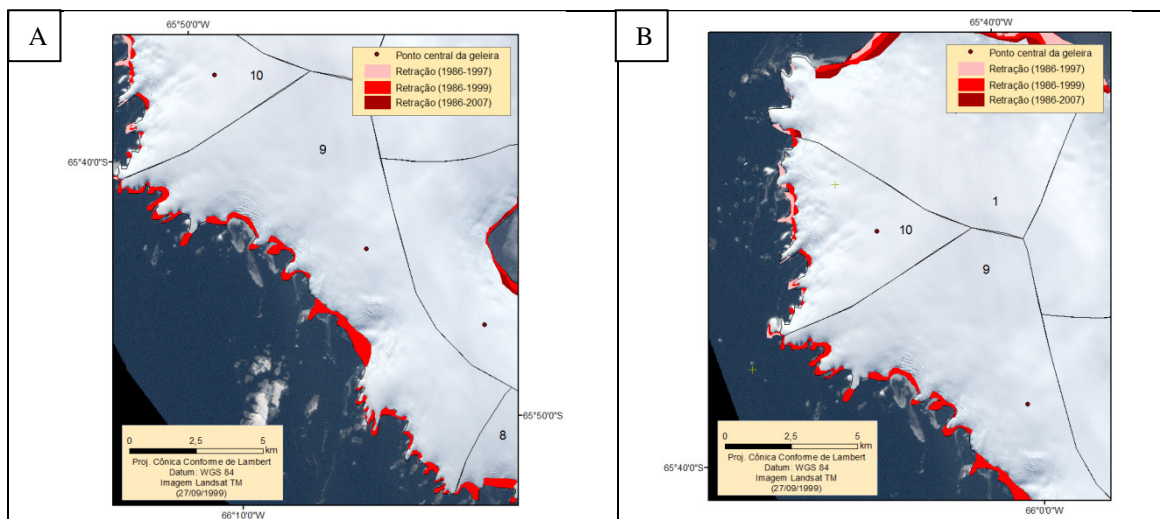 A
65°50'0"W
Ponto central da geleira
Retração (1986-1997)
Retração (1986-1999)
Retração (1986-2007)
10
9
65°40'0"S
65°50'0"S
8
0 2,5 5
km
Proj. Cônica Conforme de Lambert
Datum: WGS 84
Imagem Landsat TM
(27/09/1999)
66°10'0"W
B
65°40'0"W
Ponto central da geleira
Retração (1986-1997)
Retração (1986-1999)
Retração (1986-2007)
1
10
9
65°40'0"S
0 2,5 5
km
Proj. Cônica Conforme de Lambert
Datum: WGS 84
Imagem Landsat TM
(27/09/1999)
66°0'0"W